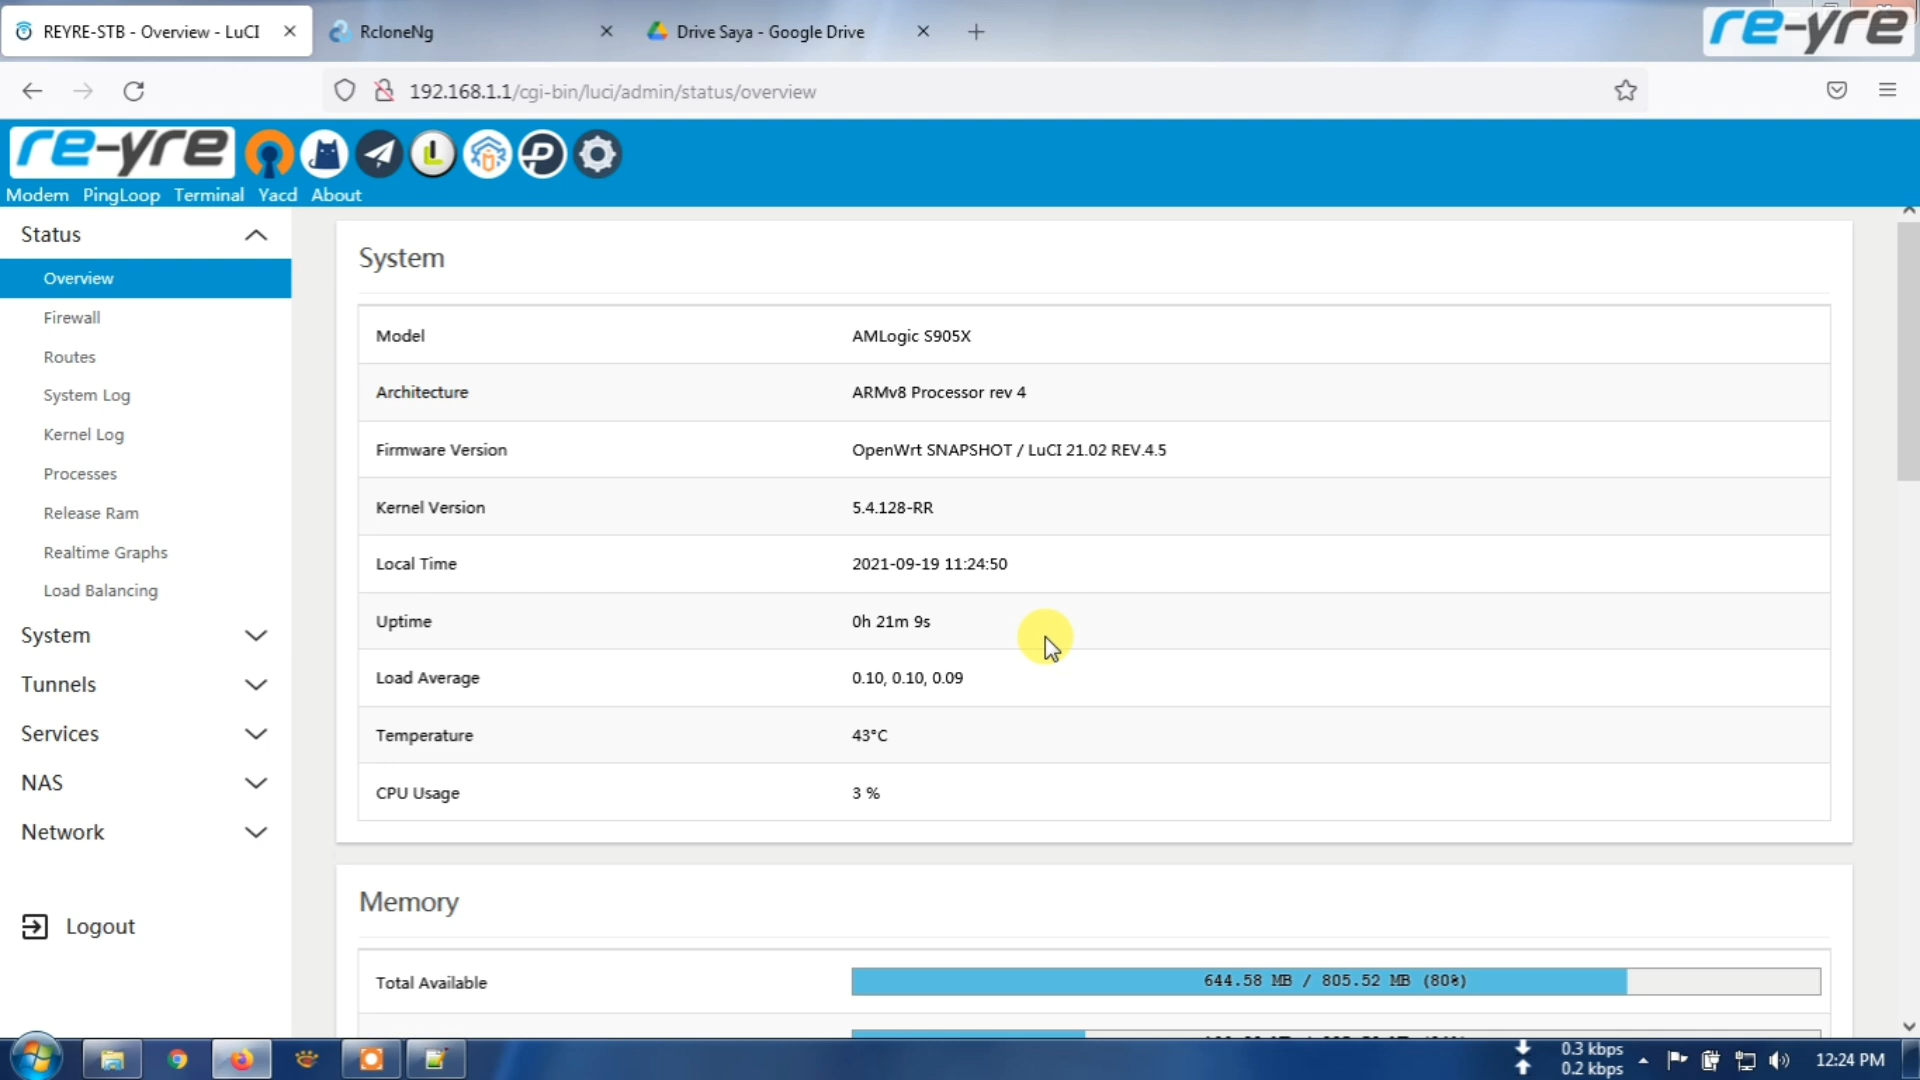 REYRE-STB - Overview - LuCI
RcloneNg
Drive Saya - Google Drive
re-yre
192.168.1.1/cgi-bin/luci/admin/status/overview
re-yre
Modem PingLoop Terminal Yacd About
Status
Overview
Firewall
Routes
System Log
Kernel Log
Processes
Release Ram
Realtime Graphs
Load Balancing
System
Tunnels
Services
NAS
Network
Logout
System
Model AMLogic S905X
Architecture ARMv8 Processor rev 4
Firmware Version OpenWrt SNAPSHOT / LuCI 21.02 REV.4.5
Kernel Version 5.4.128-RR
Local Time 2021-09-19 11:24:50
Uptime 0h 21m 9s
Load Average 0.10, 0.10, 0.09
Temperature 43°C
CPU Usage 3 %
Memory
Total Available 644.58 MB / 805.52 MB (80%)
0.3 kbps
0.2 kbps
12:24 PM